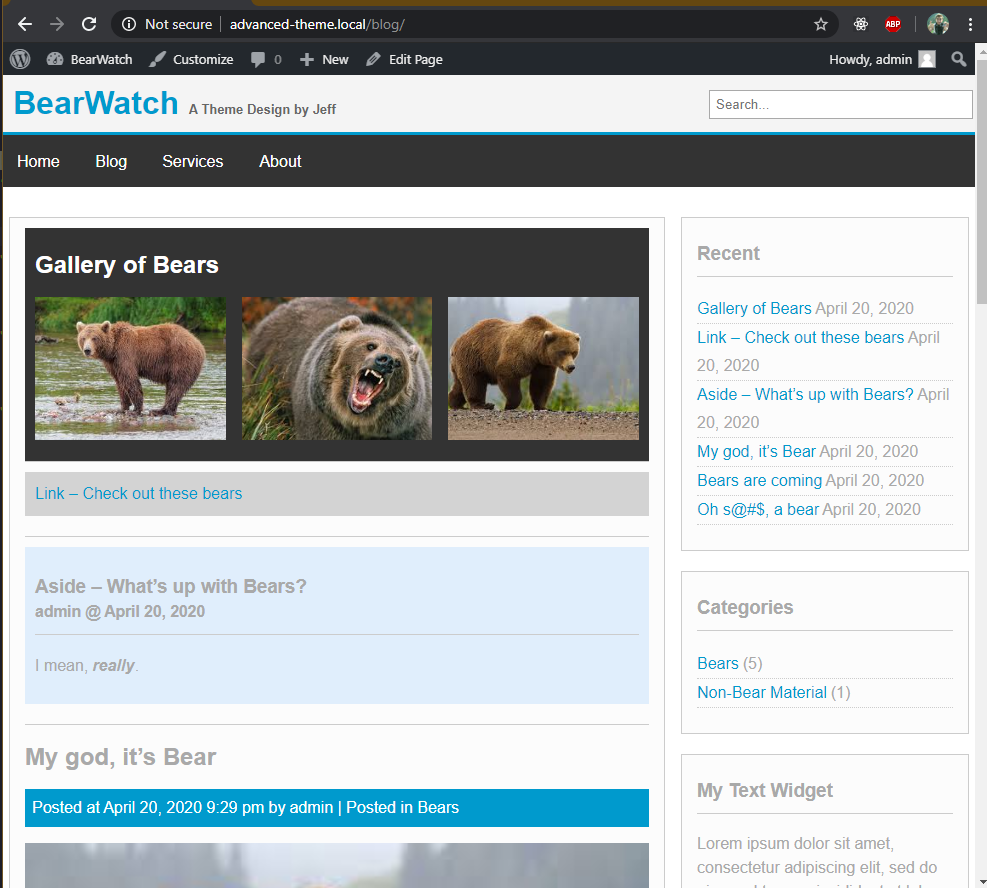 Not secure | advanced-theme.local/blog/
ABP
BearWatch Customize 0 New Edit Page Howdy, admin
BearWatch A Theme Design by Jeff
Search...
Home Blog Services About
Gallery of Bears
Link – Check out these bears
Aside – What’s up with Bears?
admin @ April 20, 2020
I mean, really.
My god, it’s Bear
Posted at April 20, 2020 9:29 pm by admin | Posted in Bears
Recent
Gallery of Bears April 20, 2020
Link – Check out these bears April
20, 2020
Aside – What’s up with Bears? April
20, 2020
My god, it’s Bear April 20, 2020
Bears are coming April 20, 2020
Oh s@#$, a bear April 20, 2020
Categories
Bears (5)
Non-Bear Material (1)
My Text Widget
Lorem ipsum dolor sit amet,
consectetur adipiscing elit, sed do